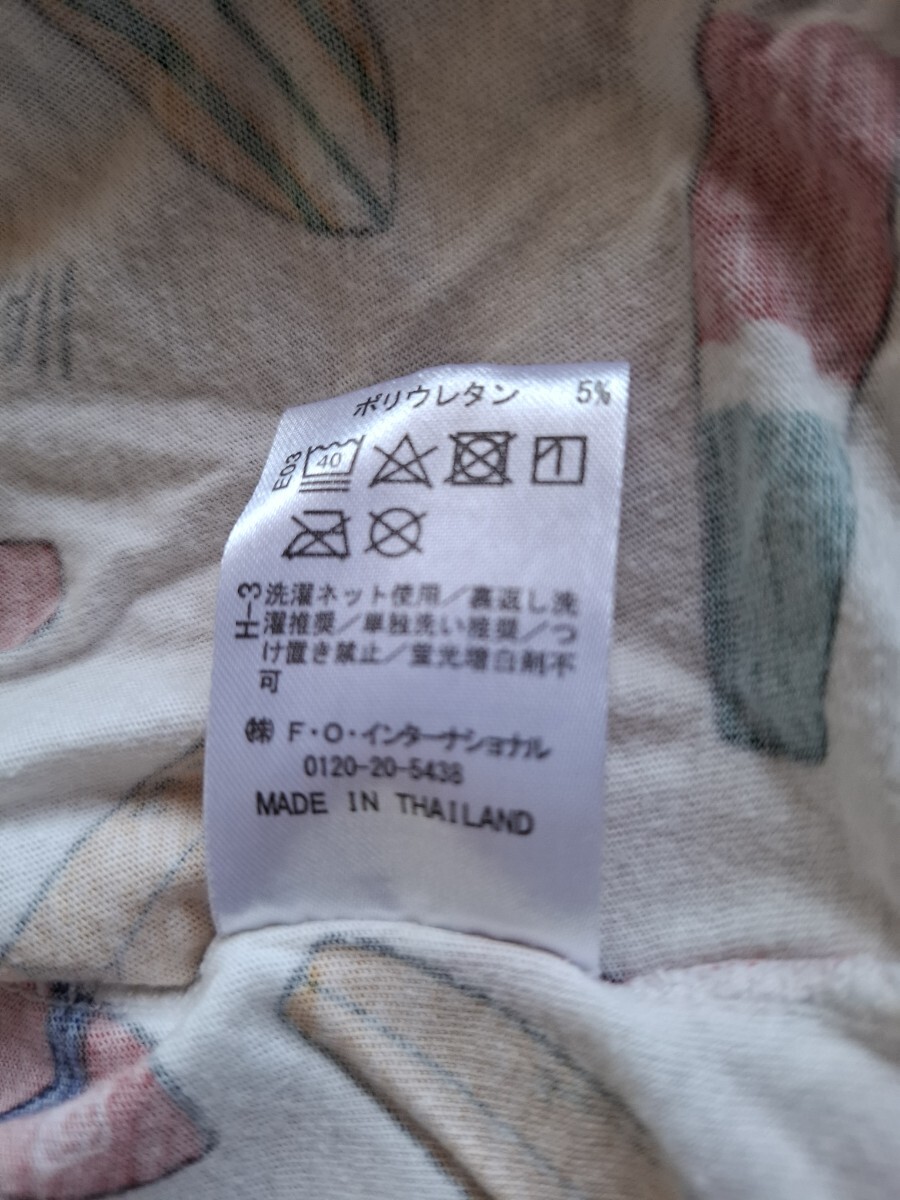 ポリウレタン 5%
E03 40
H-3 洗濯ネット使用/裏返し洗
濯推奨/単独洗い推奨/つ
け置き禁止/蛍光増白剤不
可
㈱ F・O・インターナショナル
0120-20-5438
MADE IN THAILAND